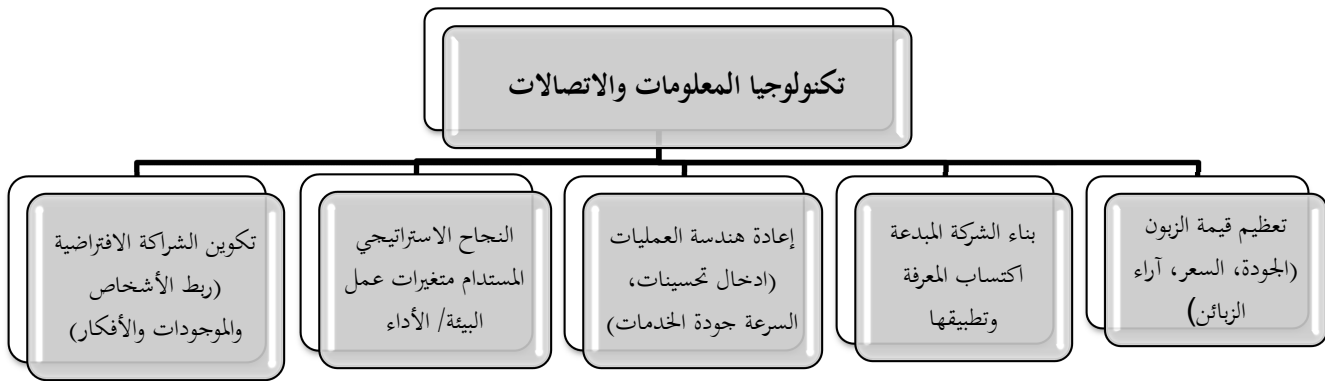 تكنولوجيا المعلومات والاتصالات
تعظيم قيمة الزبون
(الجودة، السعر، آراء
الزبائن)
بناء الشركة المبدعة
اكتساب المعرفة
وتطبيقها
إعادة هندسة العمليات
(ادخال تحسينات،
السرعة جودة الخدمات)
النجاح الاستراتيجي
المستدام متغيرات عمل
البيئة/ الأداء
تكوين الشراكة الافتراضية
(ربط الأشخاص
والموجودات والأفكار)